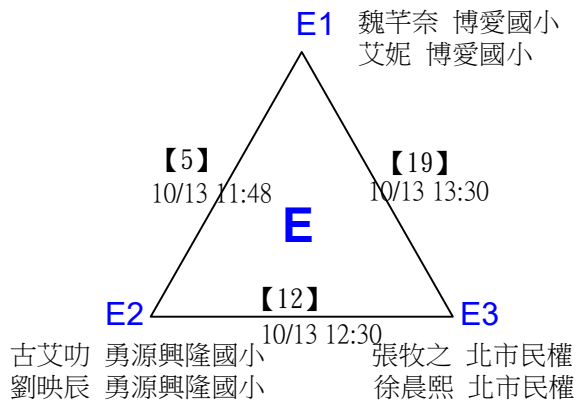 E1 魏芊奈 博愛國小
艾妮 博愛國小
【5】
10/13 11:48
【19】
10/13 13:30
E
【12】
10/13 12:30
E2
E3
古艾叻 勇源興隆國小
劉映辰 勇源興隆國小
張牧之 北市民權
徐晨熙 北市民權